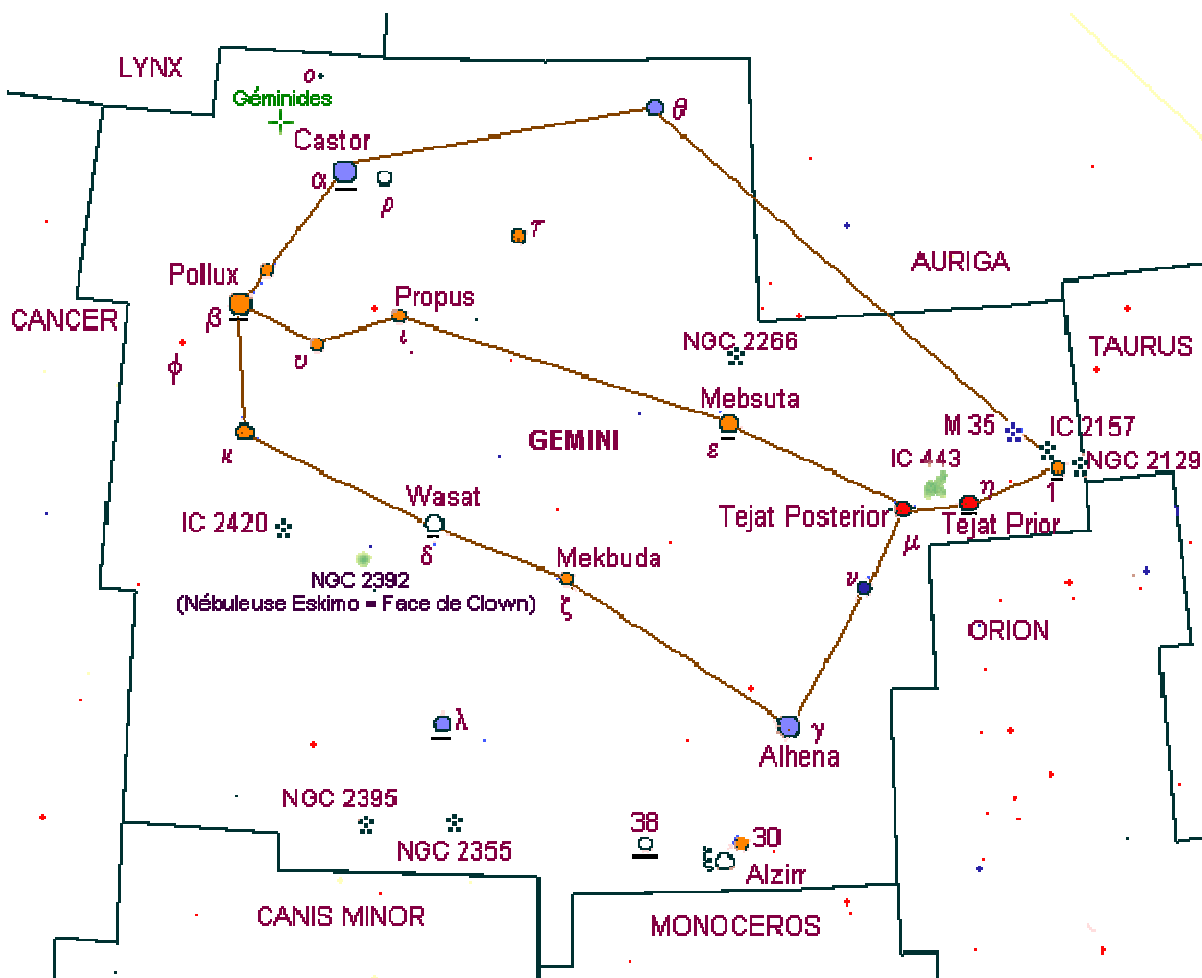 LYNX
ο
Géminides
Castor
α
ρ
θ
τ
AURIGA
Pollux
β
Propus
ι
υ
CANCER
φ
TAURUS
NGC 2266
Mebsuta
ε
GEMINI
κ
M 35
IC 2157
IC 443
NGC 2129
η
1
Tejat Posterior
Tejat Prior
μ
Wasat
δ
IC 2420
Mekbuda
ζ
NGC 2392
(Nébuleuse Eskimo = Face de Clown)
ν
ORION
λ
γ
Alhena
NGC 2395
NGC 2355
38
30
ξ
Alzirr
CANIS MINOR
MONOCEROS